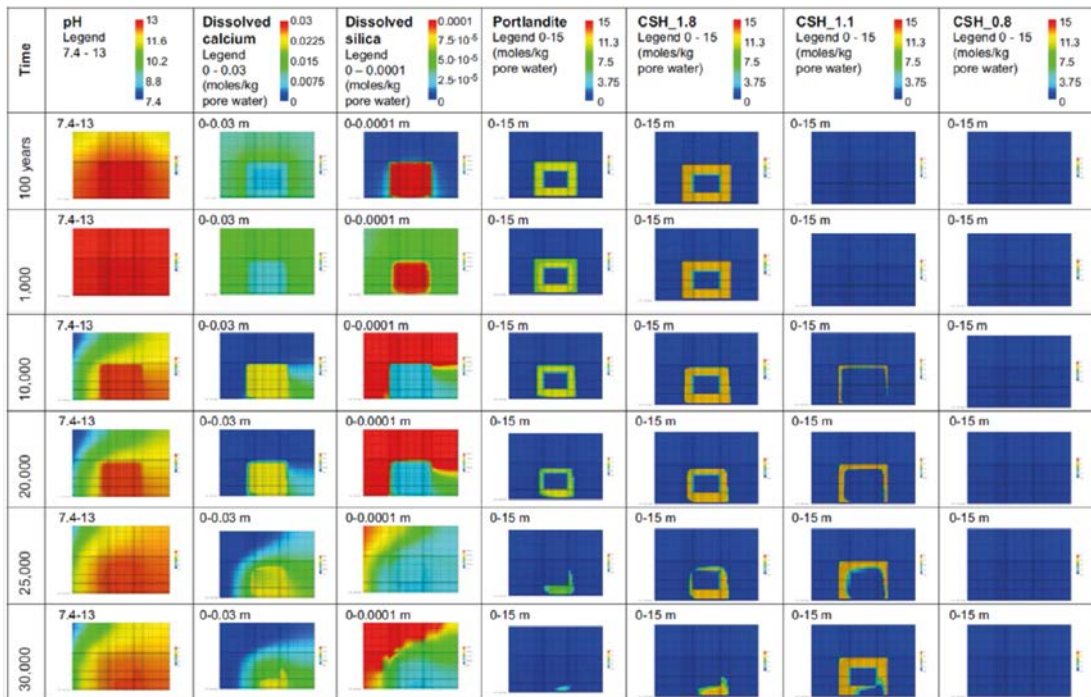 Time
pH
Legend
7.4 - 13
13
11.6
10.2
8.8
7.4
Dissolved
calcium
Legend
0 - 0.03
(moles/kg
pore water)
0.03
0.0225
0.015
0.0075
0
Dissolved
silica
Legend
0 – 0.0001
(moles/kg
pore water)
0.0001
7.5·10⁻⁵
5·10⁻⁵
2.5·10⁻⁵
0
Portlandite
Legend 0-15
(moles/kg
pore water)
15
11.3
7.5
3.75
0
CSH_1.8
Legend 0 - 15
(moles/kg
pore water)
15
11.3
7.5
3.75
0
CSH_1.1
Legend 0 - 15
(moles/kg
pore water)
15
11.3
7.5
3.75
0
CSH_0.8
Legend 0 - 15
(moles/kg
pore water)
15
11.3
7.5
3.75
0
100 years
7.4-13
0-0.03 m
0-0.0001 m
0-15 m
0-15 m
0-15 m
0-15 m
1,000
7.4-13
0-0.03 m
0-0.0001 m
0-15 m
0-15 m
0-15 m
0-15 m
10,000
7.4-13
0-0.03 m
0-0.0001 m
0-15 m
0-15 m
0-15 m
0-15 m
20,000
7.4-13
0-0.03 m
0-0.0001 m
0-15 m
0-15 m
0-15 m
0-15 m
25,000
7.4-13
0-0.03 m
0-0.0001 m
0-15 m
0-15 m
0-15 m
0-15 m
30,000
7.4-13
0-0.03 m
0-0.0001 m
0-15 m
0-15 m
0-15 m
0-15 m